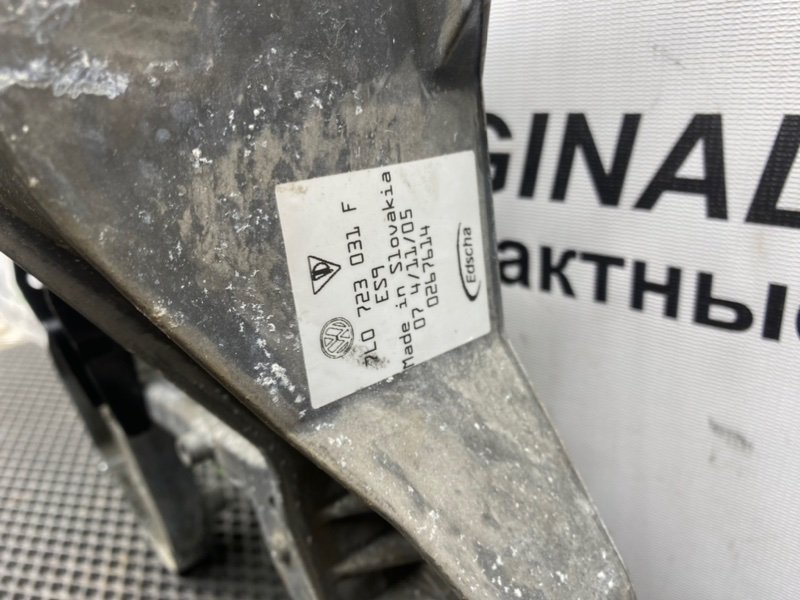 D
7L0 723 031 F
ES9
Made in Slovakia
07 4/11/05
0267614
Edscha
GINAL
актные